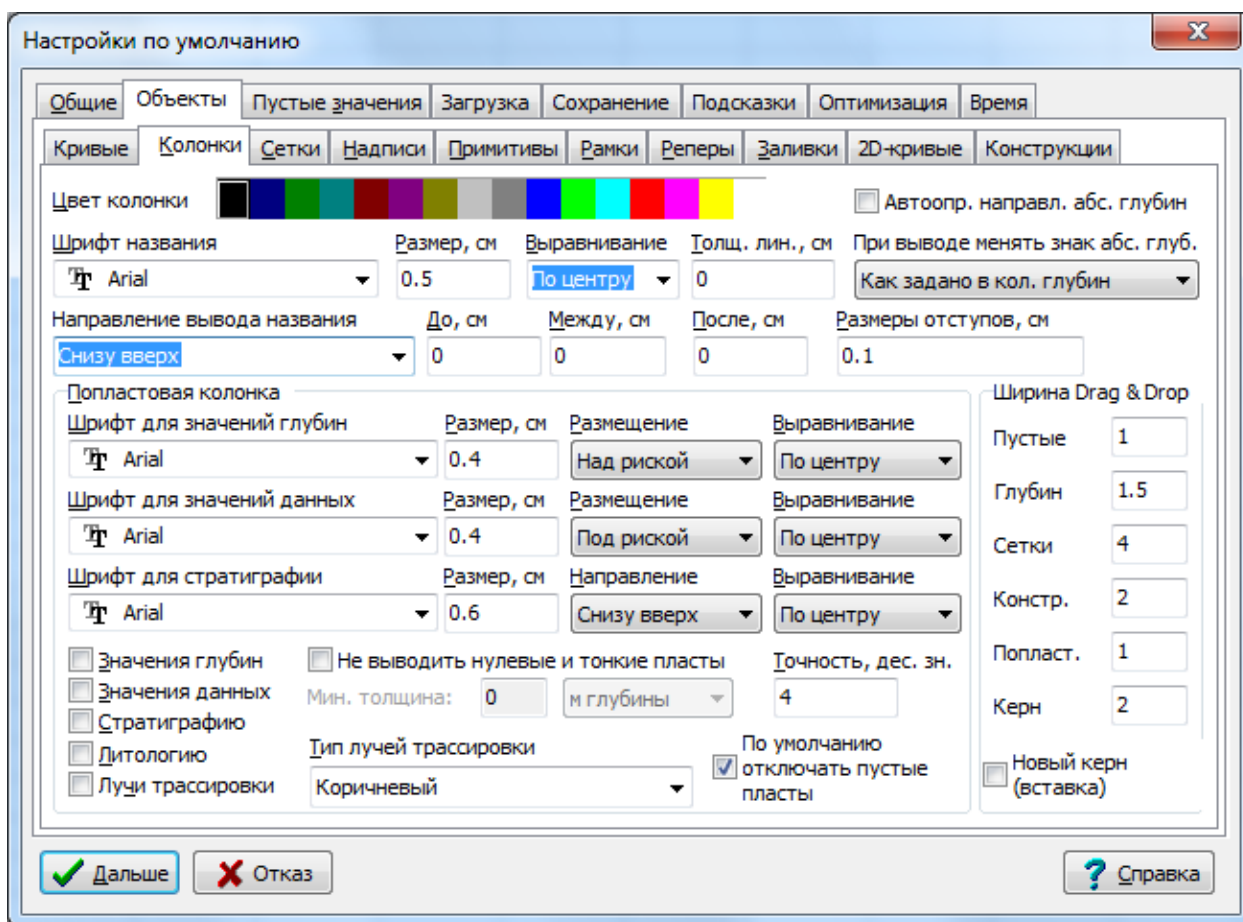 Настройки по умолчанию
Общие Объекты Пустые значения Загрузка Сохранение Подсказки Оптимизация Время
Кривые Колонки Сетки Надписи Примитивы Рамки Реперы Заливки 2D-кривые Конструкции
Цвет колонки Автоопр. направл. абс. глубин
Шрифт названия Размер, см Выравнивание Толщ. лин., см При выводе менять знак абс. глуб.
Arial 0.5 По центру 0 Как задано в кол. глубин
Направление вывода названия До, см Между, см После, см Размеры отступов, см
Снизу вверх 0 0 0 0.1
Попластовая колонка Ширина Drag & Drop
Шрифт для значений глубин Размер, см Размещение Выравнивание
Arial 0.4 Над риской По центру Пустые 1
Шрифт для значений данных Размер, см Размещение Выравнивание Глубин 1.5
Arial 0.4 Под риской По центру Сетки 4
Шрифт для стратиграфии Размер, см Направление Выравнивание
Arial 0.6 Снизу вверх По центру Констр. 2
Значения глубин Не выводить нулевые и тонкие пласты Точность, дес. зн. Попласт. 1
Значения данных Мин. толщина: 0 м глубины 4 Керн 2
Стратиграфию
Литологию Тип лучей трассировки По умолчанию отключать пустые пласты Новый керн (вставка)
Лучи трассировки Коричневый
Дальше Отказ Справка